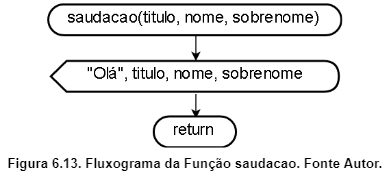 saudacao(titulo, nome, sobrenome)
"Olá", titulo, nome, sobrenome
return
Figura 6.13. Fluxograma da Função saudacao. Fonte Autor.